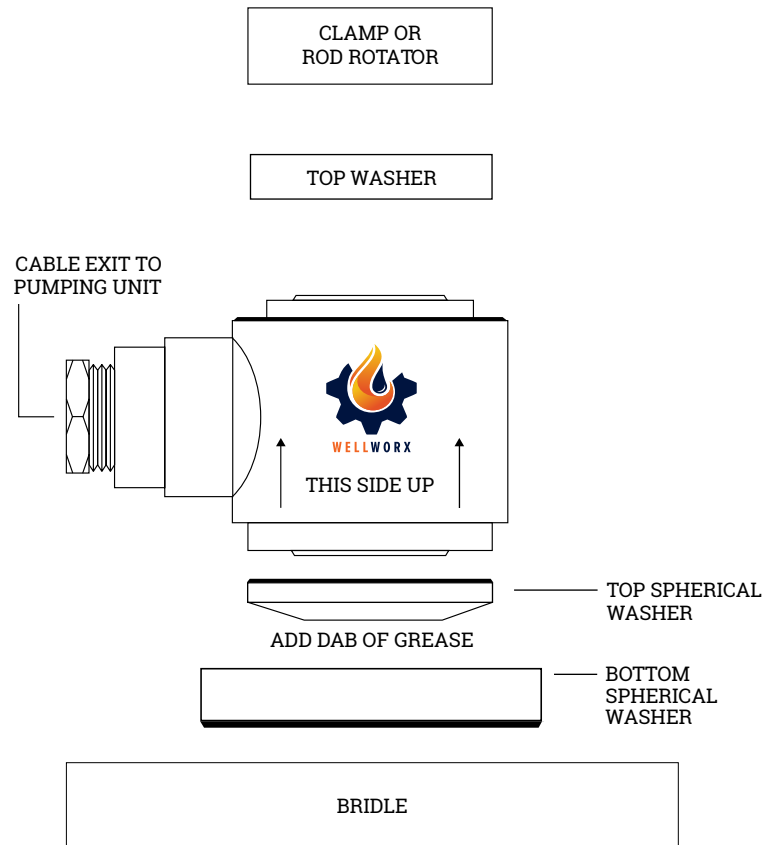 CLAMP OR
ROD ROTATOR
TOP WASHER
CABLE EXIT TO
PUMPING UNIT
WELLWORX
THIS SIDE UP
TOP SPHERICAL
WASHER
ADD DAB OF GREASE
BOTTOM
SPHERICAL
WASHER
BRIDLE